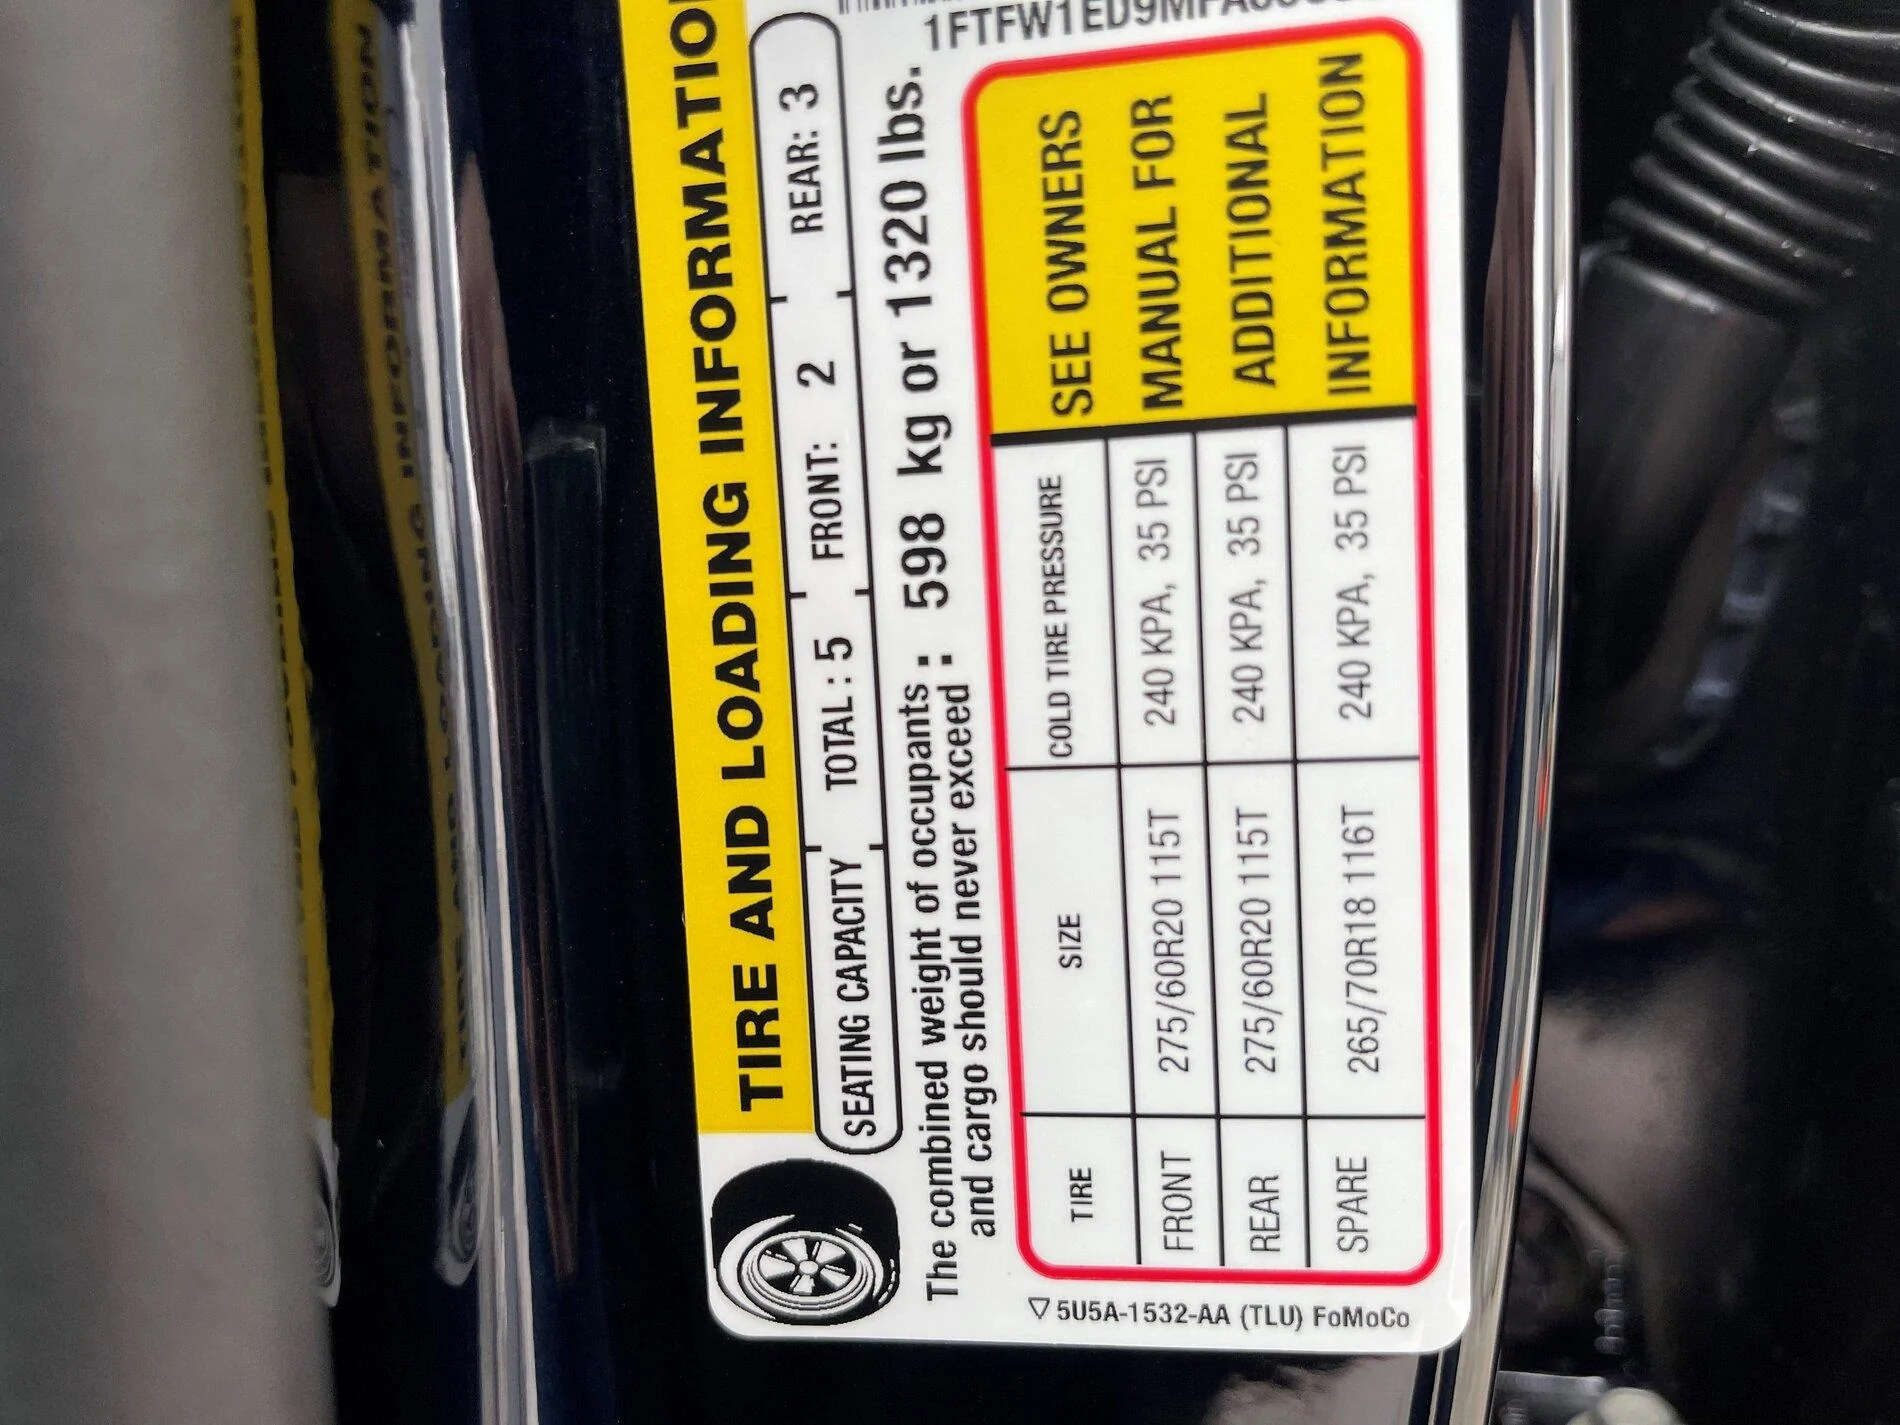 1FTFW1ED9MFA
TIRE AND LOADING INFORMATIO
SEATING CAPACITY TOTAL : 5 FRONT: 2 REAR: 3
The combined weight of occupants : 598 kg or 1320 lbs.
and cargo should never exceed :
TIRE SIZE COLD TIRE PRESSURE SEE OWNERS
FRONT 275/60R20 115T 240 KPA, 35 PSI MANUAL FOR
REAR 275/60R20 115T 240 KPA, 35 PSI ADDITIONAL
SPARE 265/70R18 116T 240 KPA, 35 PSI INFORMATION
5U5A-1532-AA (TLU) FoMoCo